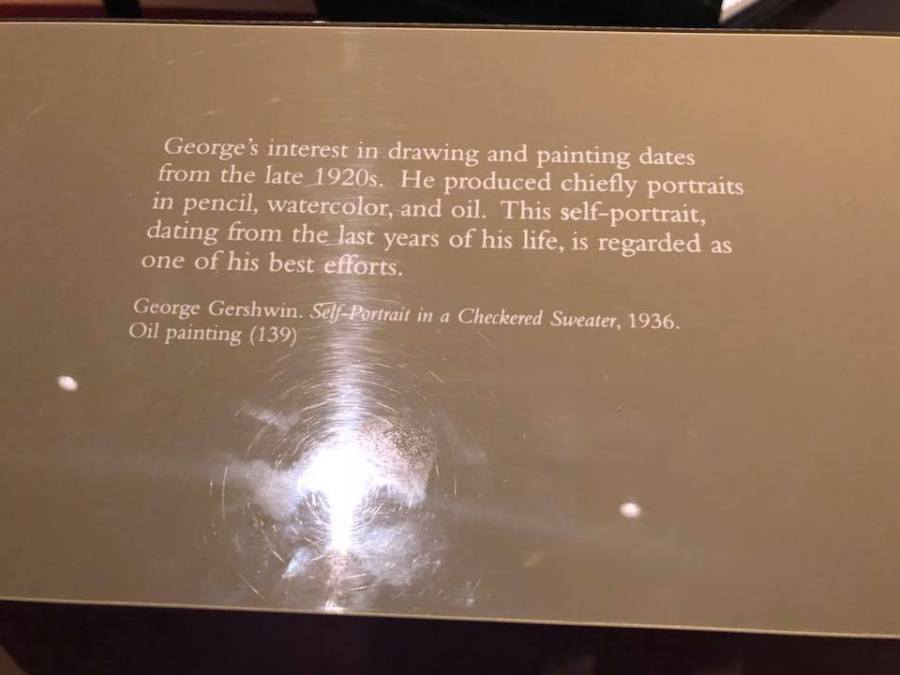 George's interest in drawing and painting dates
from the late 1920s. He produced chiefly portraits
in pencil, watercolor, and oil. This self-portrait,
dating from the last years of his life, is regarded as
one of his best efforts.
George Gershwin. Self-Portrait in a Checkered Sweater, 1936.
Oil painting (139)